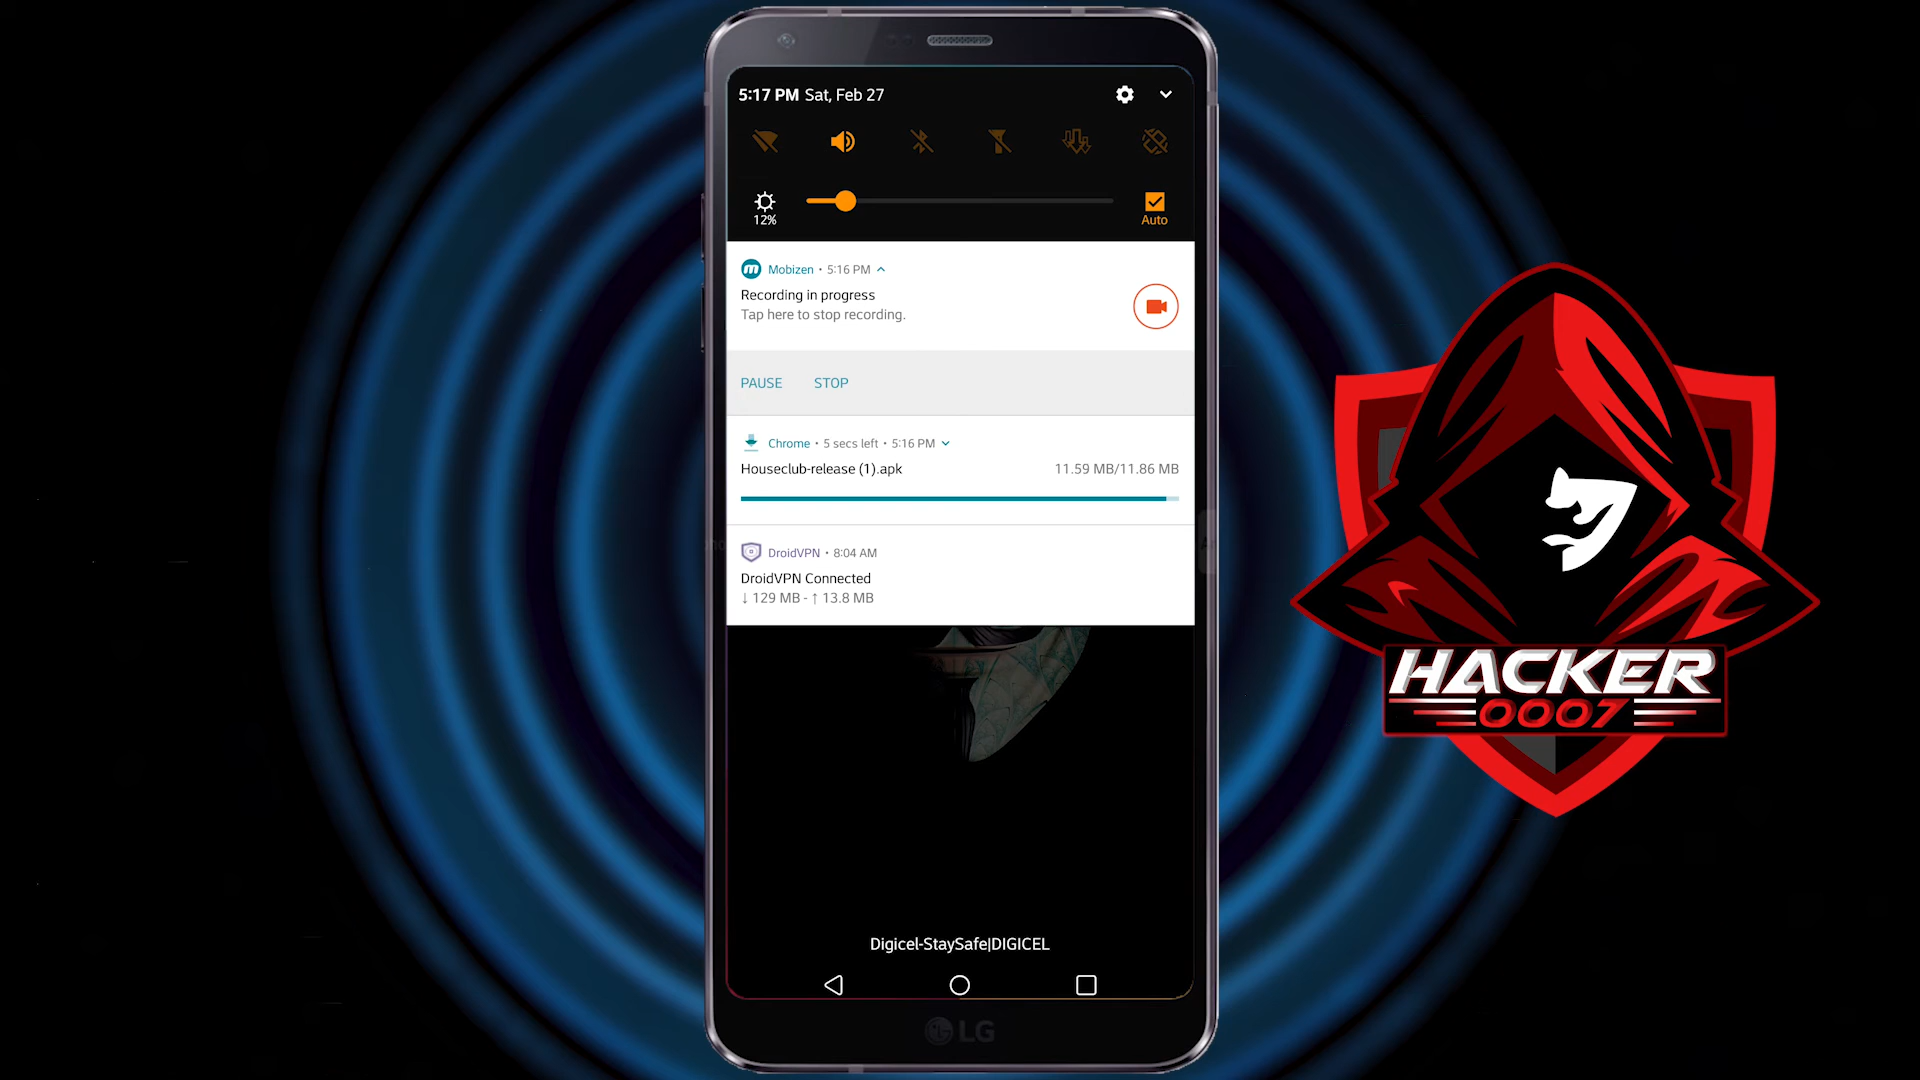 5:17 PM Sat, Feb 27
12%
Auto
Mobizen • 5:16 PM
Recording in progress
Tap here to stop recording.
PAUSE STOP
Chrome • 5 secs left • 5:16 PM
Houseclub-release (1).apk 11.59 MB/11.86 MB
DroidVPN • 8:04 AM
DroidVPN Connected
↓ 129 MB - ↑ 13.8 MB
Digicel-StaySafe|DIGICEL
LG
HACKER
0007